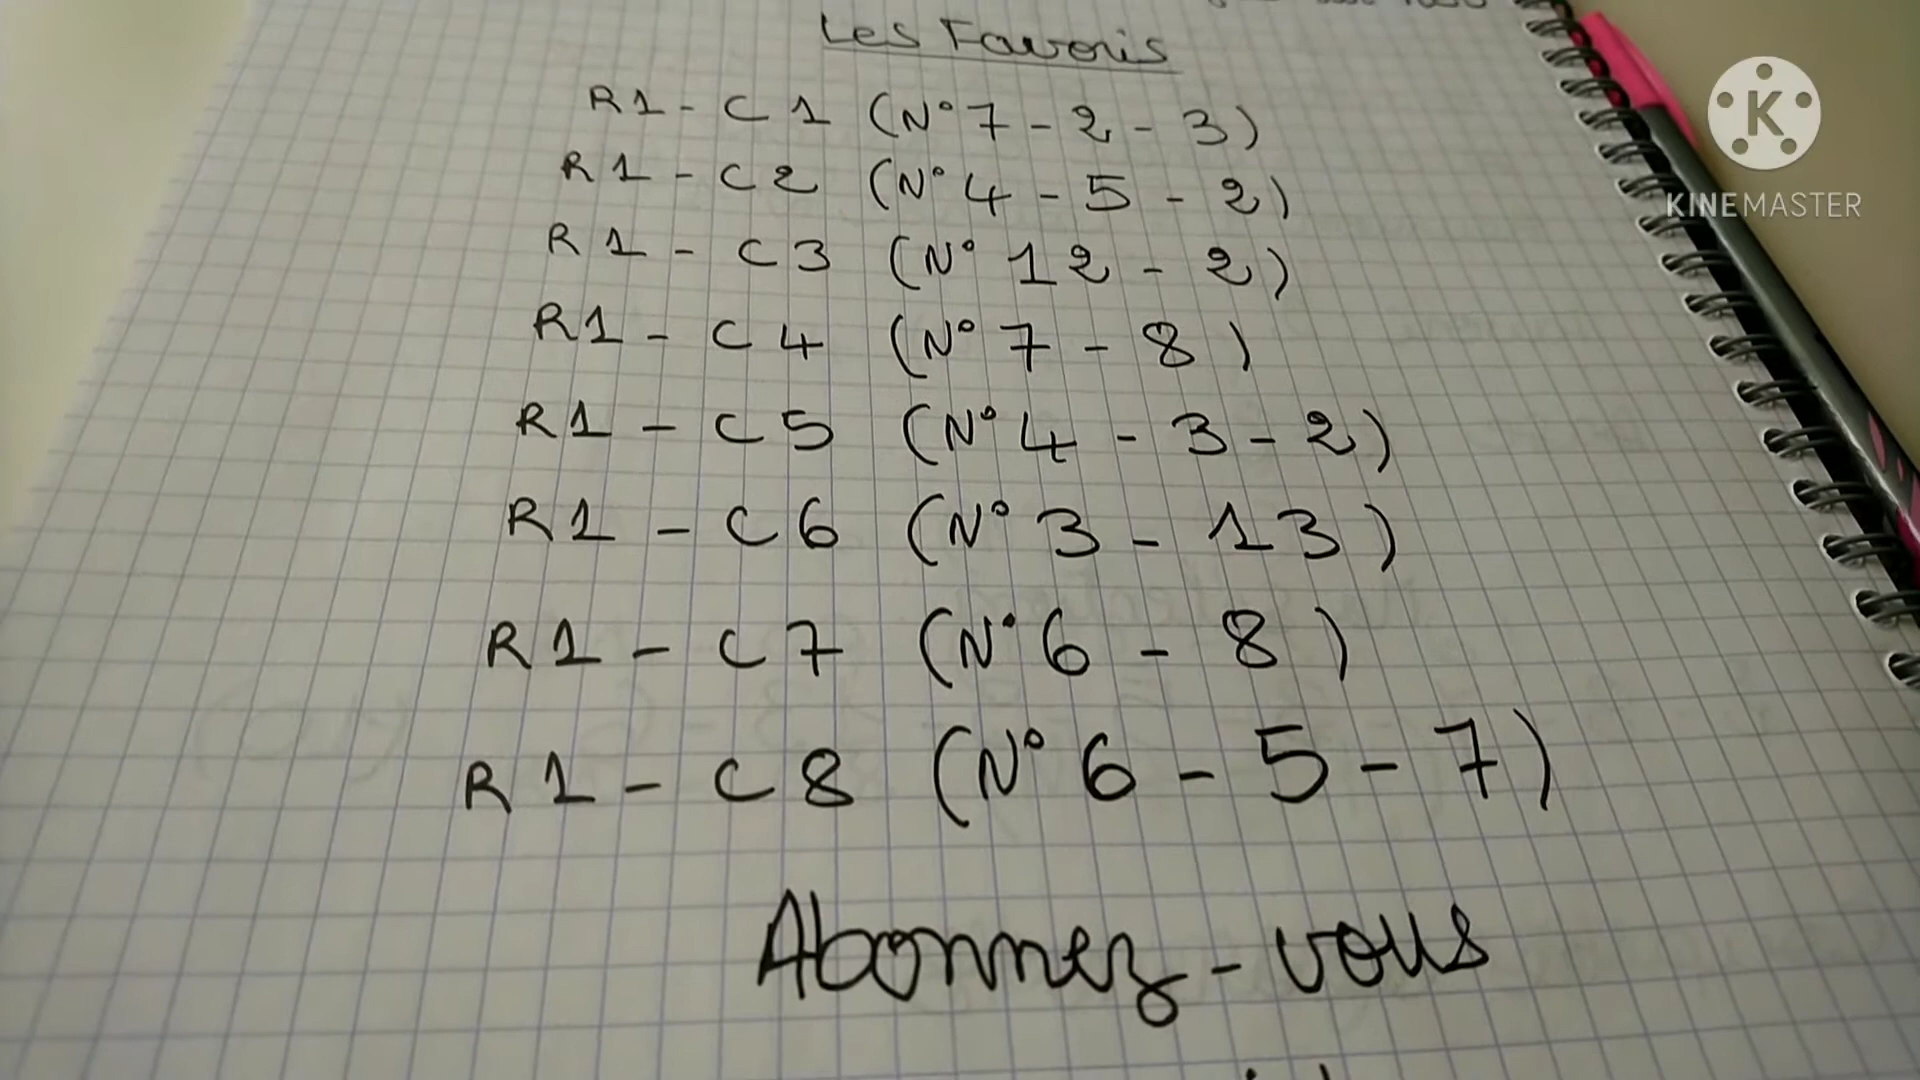 Les Favoris
R1 - C1 (N° 7 - 2 - 3)
R1 - C2 (N° 4 - 5 - 2)
R1 - C3 (N° 12 - 2)
R1 - C4 (N° 7 - 8)
R1 - C5 (N° 4 - 3 - 2)
R1 - C6 (N° 3 - 13)
R1 - C7 (N° 6 - 8)
R1 - C8 (N° 6 - 5 - 7)
Abonnez-vous
K
KINEMASTER